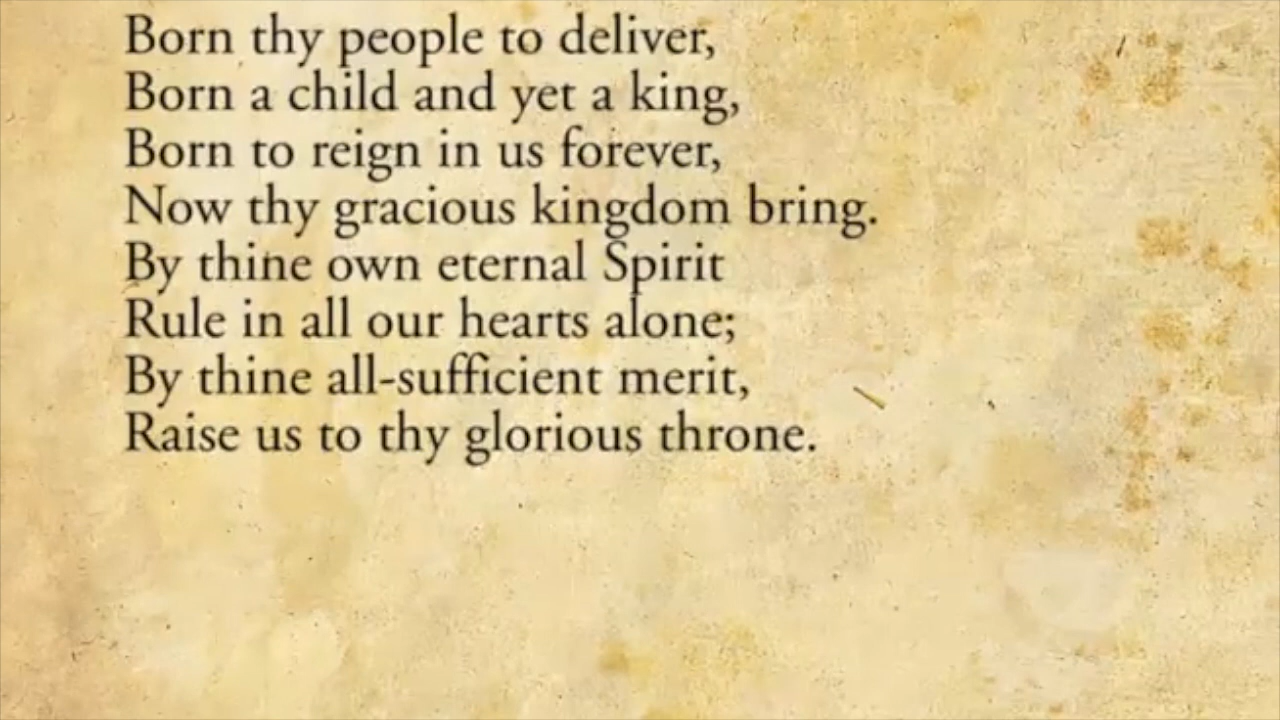 Born thy people to deliver,
Born a child and yet a king,
Born to reign in us forever,
Now thy gracious kingdom bring.
By thine own eternal Spirit
Rule in all our hearts alone;
By thine all-sufficient merit,
Raise us to thy glorious throne.